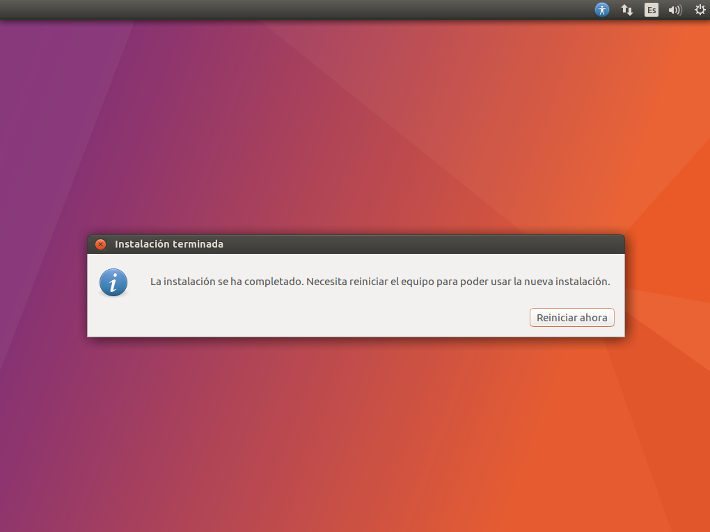 Es
Instalación terminada
La instalación se ha completado. Necesita reiniciar el equipo para poder usar la nueva instalación.
Reiniciar ahora